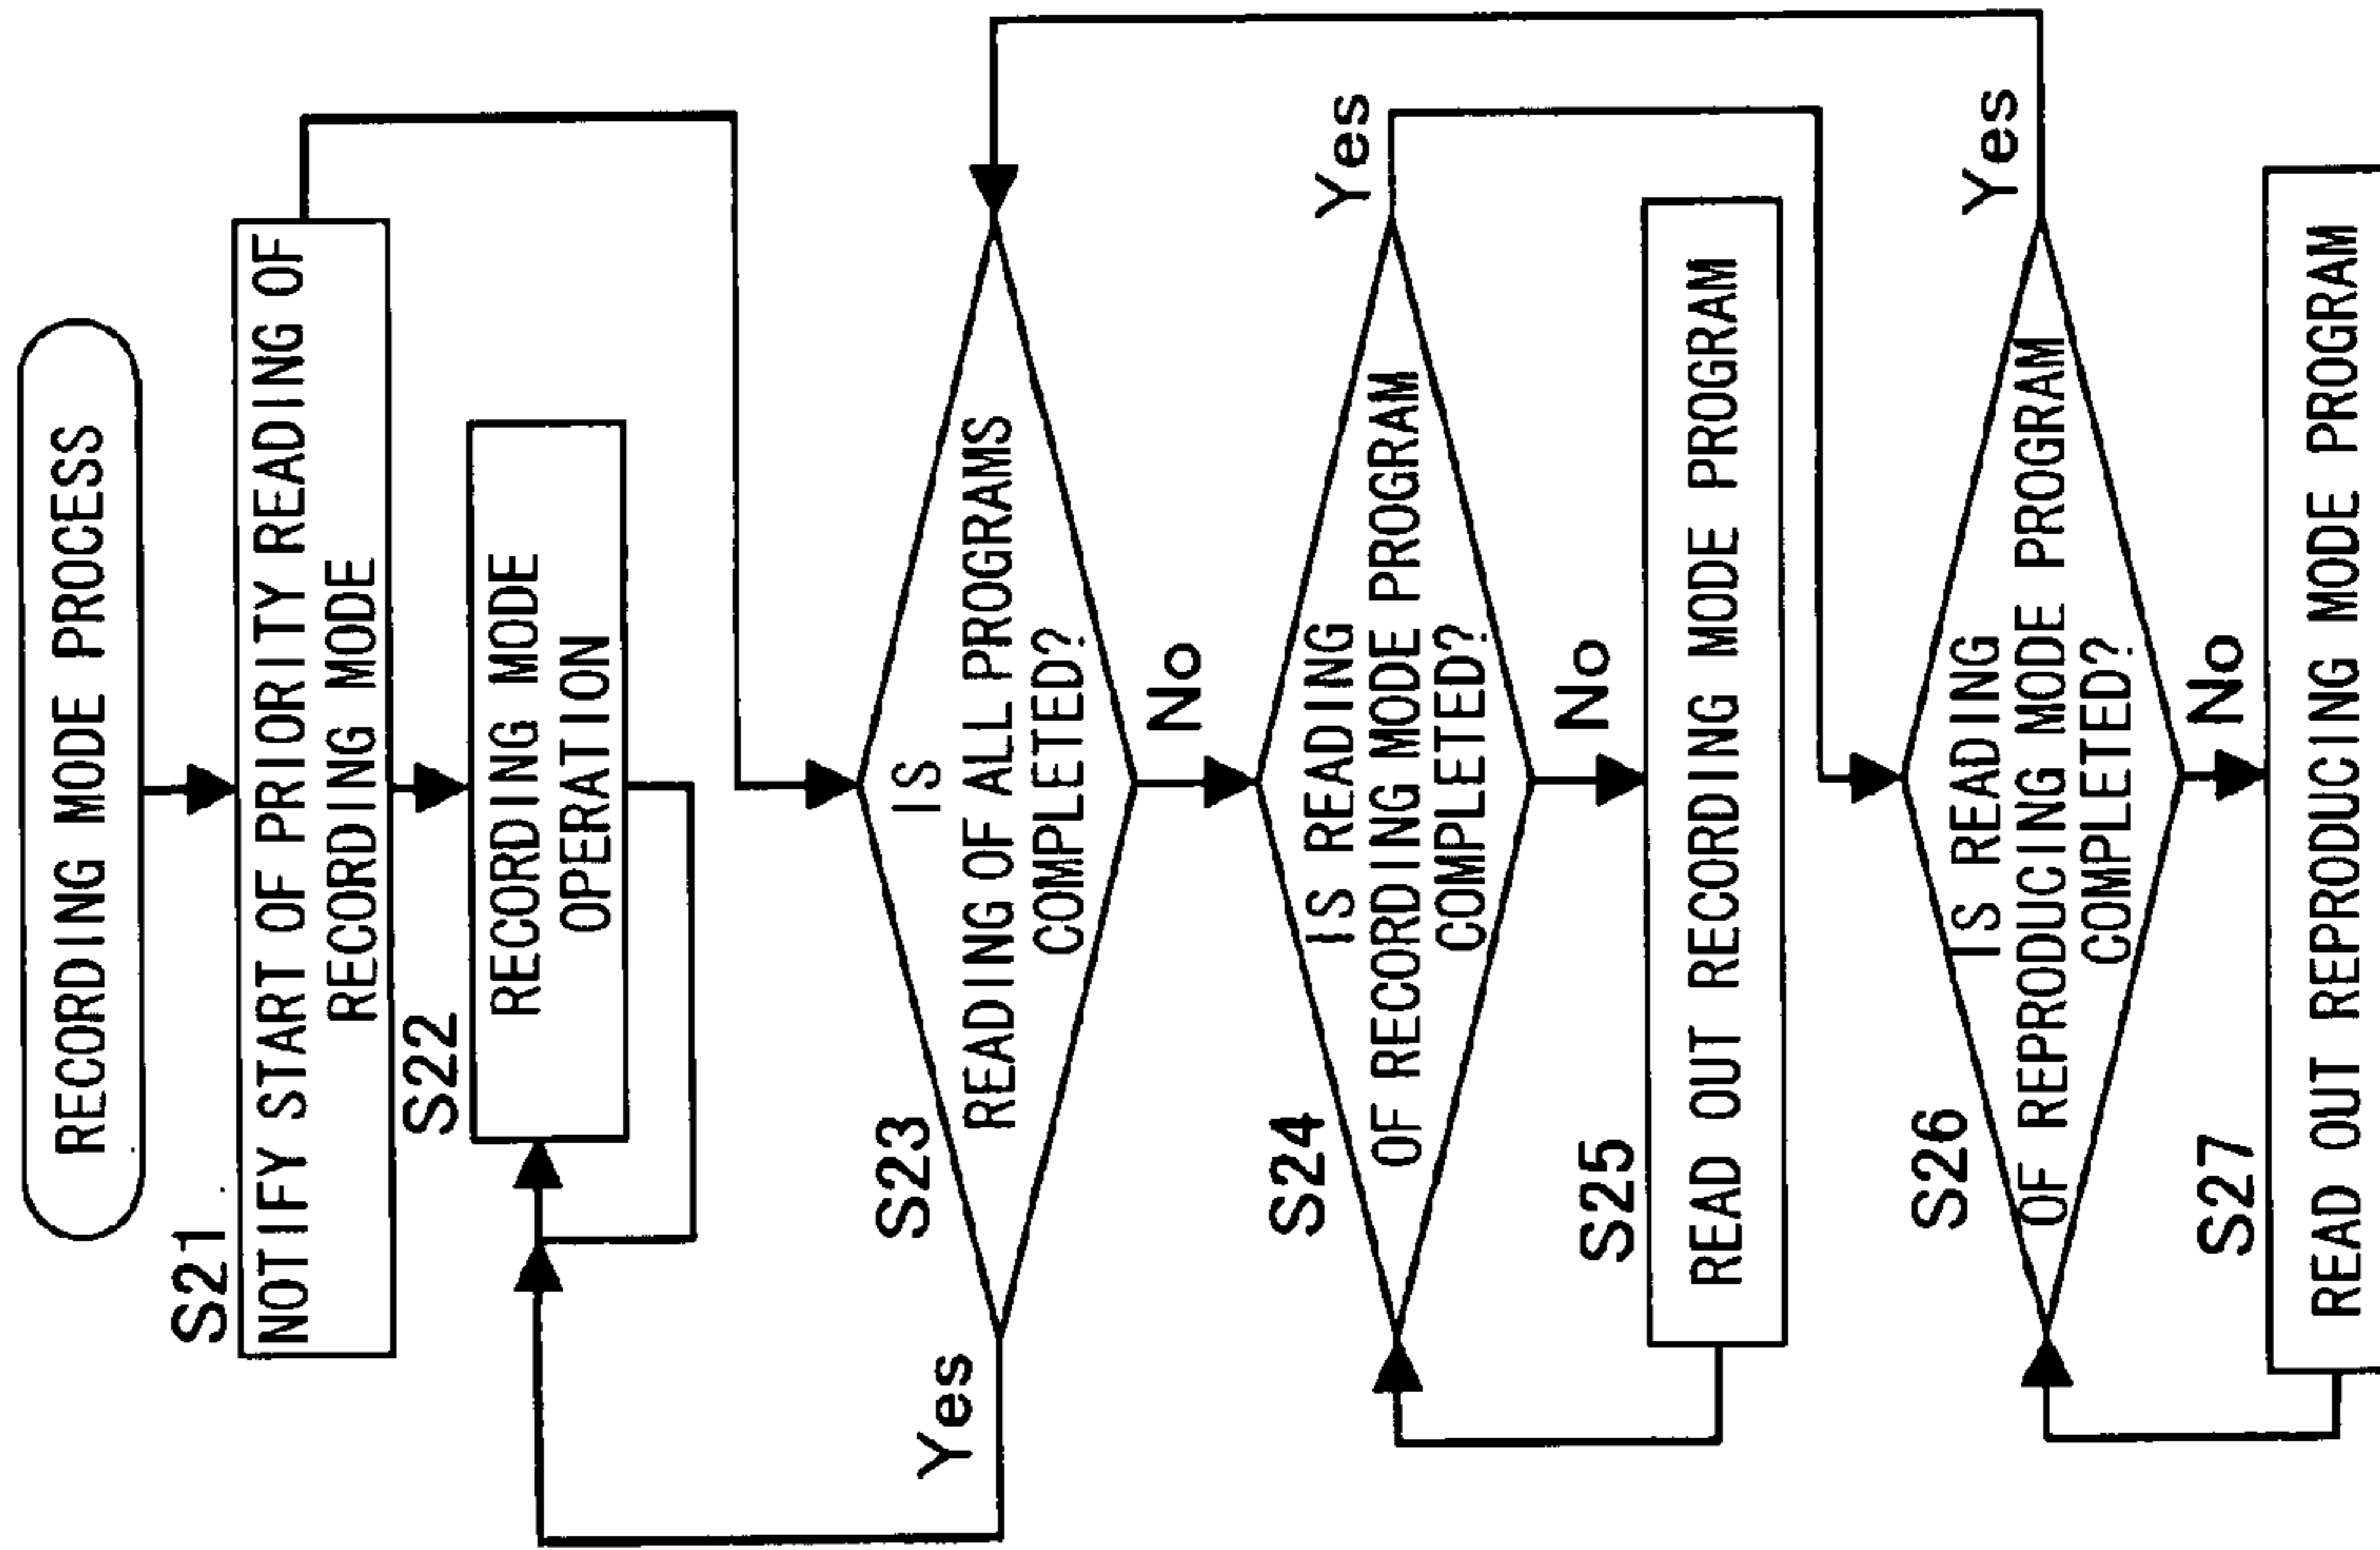 RECORDING MODE PROCESS
S21
NOTIFY START OF PRIORITY READING OF
RECORDING MODE
S22
RECORDING MODE
OPERATION
S23
IS
READING OF ALL PROGRAMS
COMPLETED?
Yes
No
S24
IS READING
OF RECORDING MODE PROGRAM
COMPLETED?
Yes
No
S25
READ OUT RECORDING MODE PROGRAM
S26
IS READING
OF REPRODUCING MODE PROGRAM
COMPLETED?
Yes
No
S27
READ OUT REPRODUCING MODE PROGRAM